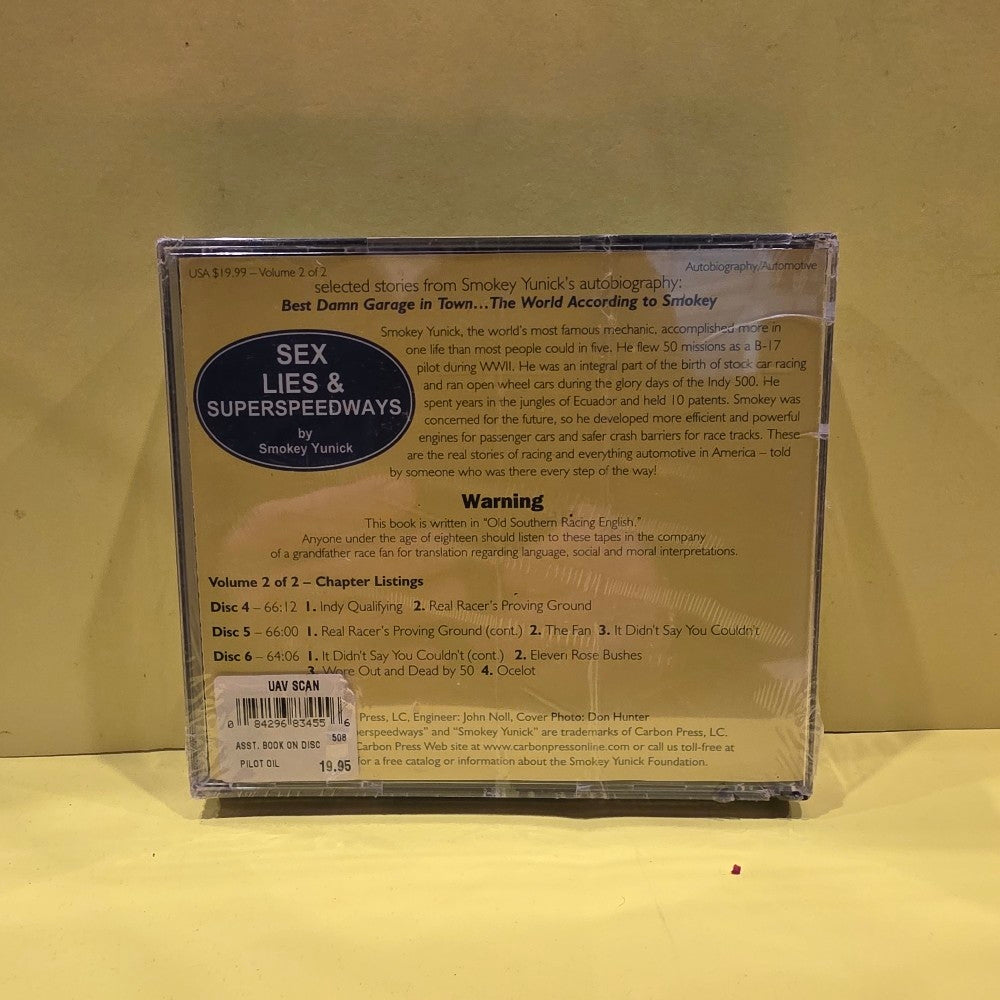 USA $19.99 – Volume 2 of 2
Autobiography/Automotive
selected stories from Smokey Yunick's autobiography:
Best Damn Garage in Town...The World According to Smokey
SEX
LIES &
SUPERSPEEDWAYS
by
Smokey Yunick
Smokey Yunick, the world's most famous mechanic, accomplished more in
one life than most people could in five. He flew 50 missions as a B-17
pilot during WWII. He was an integral part of the birth of stock car racing
and ran open wheel cars during the glory days of the Indy 500. He
spent years in the jungles of Ecuador and held 10 patents. Smokey was
concerned for the future, so he developed more efficient and powerful
engines for passenger cars and safer crash barriers for race tracks. These
are the real stories of racing and everything automotive in America – told
by someone who was there every step of the way!
Warning
This book is written in "Old Southern Racing English."
Anyone under the age of eighteen should listen to these tapes in the company
of a grandfather race fan for translation regarding language, social and moral interpretations.
Volume 2 of 2 – Chapter Listings
Disc 4 – 66:12 1. Indy Qualifying 2. Real Racer's Proving Ground
Disc 5 – 66:00 1. Real Racer's Proving Ground (cont.) 2. The Fan 3. It Didn't Say You Couldn't
Disc 6 – 64:06 1. It Didn't Say You Couldn't (cont.) 2. Eleven Rose Bushes
3. Wore Out and Dead by 50 4. Ocelot
Press, LC, Engineer: John Noll, Cover Photo: Don Hunter
erspeedways" and "Smokey Yunick" are trademarks of Carbon Press, LC.
Carbon Press Web site at www.carbonpressonline.com or call us toll-free at
for a free catalog or information about the Smokey Yunick Foundation.
UAV SCAN
0 84296 83455 6
508
ASST. BOOK ON DISC
PILOT OIL 19.95